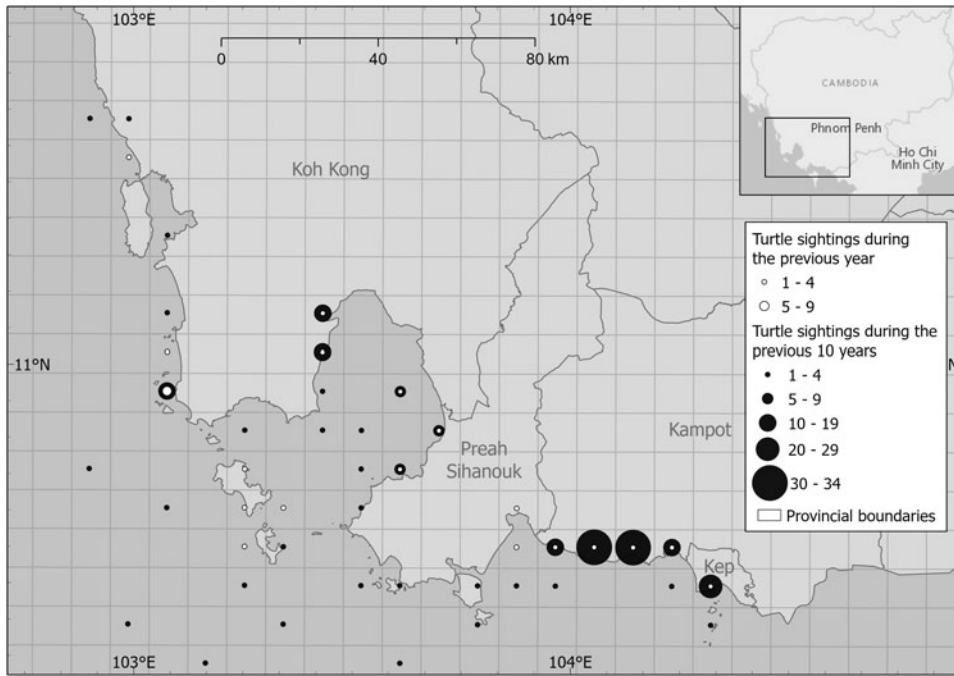 103°E
104°E
0
40
80 km
CAMBODIA
Phnom Penh
Ho Chi
Minh City
Koh Kong
Turtle sightings during
the previous year
1 - 4
5 - 9
Turtle sightings during the
previous 10 years
1 - 4
5 - 9
10 - 19
20 - 29
30 - 34
Provincial boundaries
11°N
N
Kampot
Preah
Sihanouk
Kep
103°E
104°E